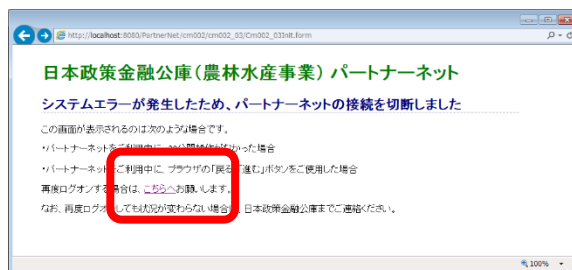 http://localhost:8080/PartnerNet/cm002/cm002_03/Cm002_03Init.form
日本政策金融公庫(農林水産事業) パートナーネット
システムエラーが発生したため、パートナーネットの接続を切断しました
この画面が表示されるのは次のような場合です。
・パートナーネットをご利用中に、 分間操作がなかった場合
・パートナーネットをご利用中に、ブラウザの「戻る」「進む」ボタンをご使用した場合
再度ログオンする場合は、こちらへお願いします。
なお、再度ログオンしても状況が変わらない場合は、日本政策金融公庫までご連絡ください。
100%